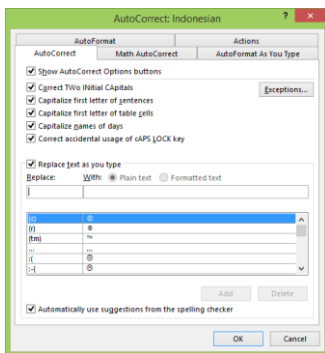 AutoCorrect: Indonesian ? ×
AutoFormat Actions
AutoCorrect Math AutoCorrect AutoFormat As You Type
Show AutoCorrect Options buttons
Correct TWo INitial CApitals Exceptions...
Capitalize first letter of sentences
Capitalize first letter of table cells
Capitalize names of days
Correct accidental usage of cAPS LOCK key
Replace text as you type
Replace: With: Plain text Formatted text
(c) ©
(r) ®
(tm) ™
... …
:( ☹
:-( ☹
Add Delete
Automatically use suggestions from the spelling checker
OK Cancel